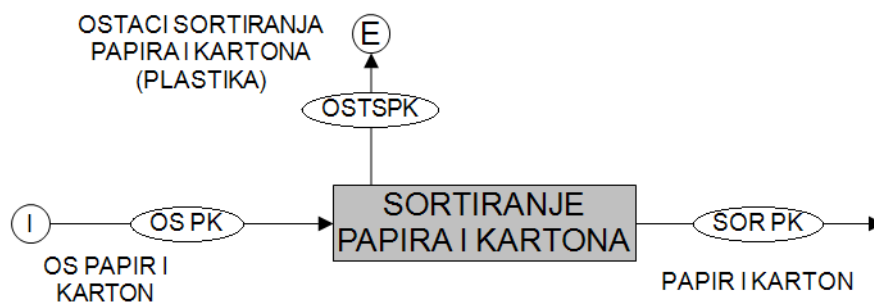 OSTACI SORTIRANJA
PAPIRA I KARTONA
(PLASTIKA)
E
OSTSPK
I
OS PK
SORTIRANJE
PAPIRA I KARTONA
SOR PK
OS PAPIR I
KARTON
PAPIR I KARTON